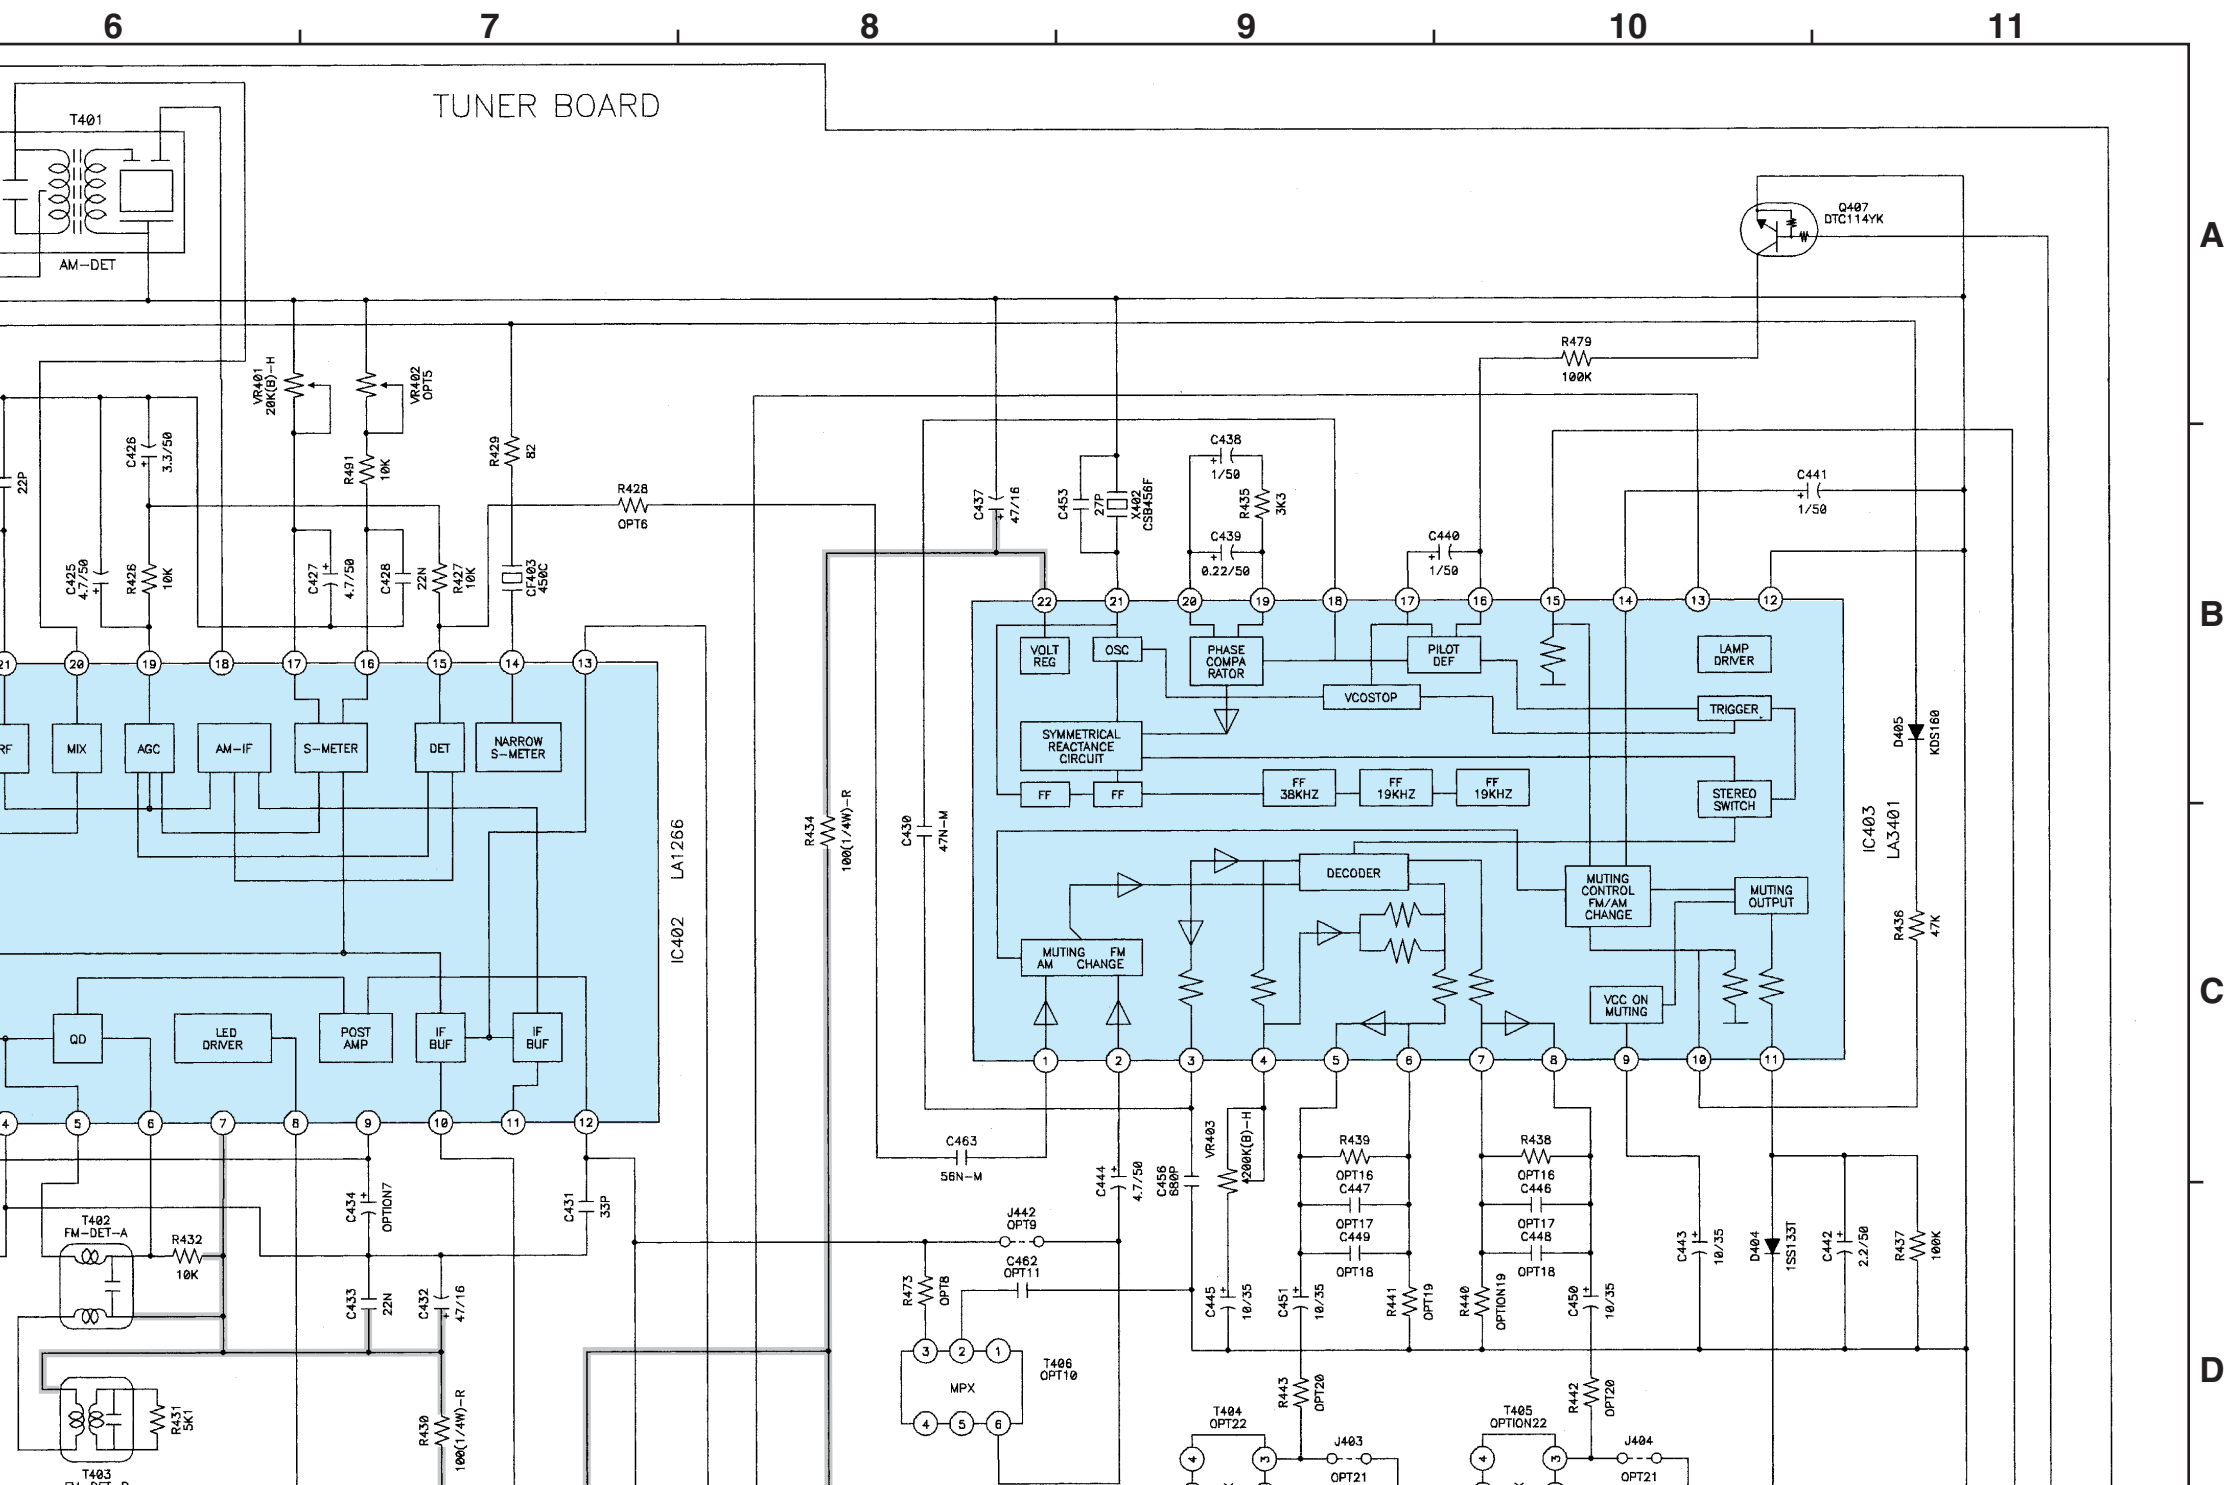 6 7 8 9 10 11
TUNER BOARD
T401
AM-DET
Q407
DTC114YK
A
VR401
20K(B)-H
VR402
OPT5
R479
100K
C426
3.3/50
22P
R491
10K
R429
82
R428
OPT6
C425
4.7/50
R426
10K
C427
4.7/50
C428
22N
R427
10K
CF403
450C
C437
47/16
C453
27P
X402
CSB456F
C438
1/50
R435
3K3
C439
0.22/50
C440
1/50
C441
1/50
B
22 21 20 19 18 17 16 15 14 13 12
VOLT
REG
OSC
PHASE
COMPA
RATOR
PILOT
DEF
LAMP
DRIVER
VCOSTOP
TRIGGER
SYMMETRICAL
REACTANCE
CIRCUIT
FF
FF
FF
38KHZ
FF
19KHZ
FF
19KHZ
STEREO
SWITCH
DECODER
MUTING
CONTROL
FM/AM
CHANGE
MUTING
OUTPUT
MUTING FM
AM CHANGE
VCC ON
MUTING
1 2 3 4 5 6 7 8 9 10 11
IC403
LA3401
D405
KDS160
R436
47K
21 20 19 18 17 16 15 14 13
RF
MIX
AGC
AM-IF
S-METER
DET
NARROW
S-METER
QD
LED
DRIVER
POST
AMP
IF
BUF
IF
BUF
4 5 6 7 8 9 10 11 12
IC402 LA1266
R434
100(1/4W)-R
C430
47N-M
C
C463
56N-M
C444
4.7/50
C456
680P
VR403
200K(B)-H
R439
OPT16
C447
OPT17
C449
OPT18
R438
OPT16
C446
OPT17
C448
OPT18
C443
10/35
D404
1SS133T
C442
2.2/50
R437
100K
T402
FM-DET-A
R432
10K
C434
OPTION7
C431
33P
C433
22N
C432
47/16
R431
5K1
R430
100(1/4W)-R
T403
J442
OPT9
C462
OPT11
R473
OPT8
3 2 1
MPX
4 5 6
T406
OPT10
C445
10/35
C451
10/35
R441
OPT19
R440
OPTION19
C450
10/35
R443
OPT20
R442
OPT20
D
T404
OPT22
4 3
J403
OPT21
T405
OPTION22
4 3
J404
OPT21